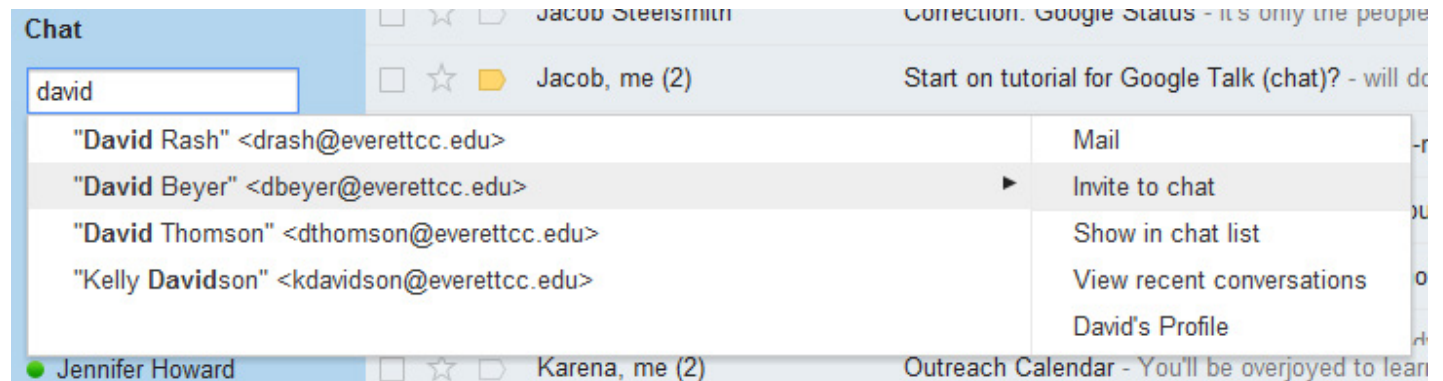 Chat
Jacob Steelsmith Correction: Google Status - It's only the people
david
Jacob, me (2) Start on tutorial for Google Talk (chat)? - will do
"David Rash" <drash@everettcc.edu> Mail
"David Beyer" <dbeyer@everettcc.edu> Invite to chat
"David Thomson" <dthomson@everettcc.edu> Show in chat list
"Kelly Davidson" <kdavidson@everettcc.edu> View recent conversations
David's Profile
Jennifer Howard Karena, me (2) Outreach Calendar - You'll be overjoyed to learn